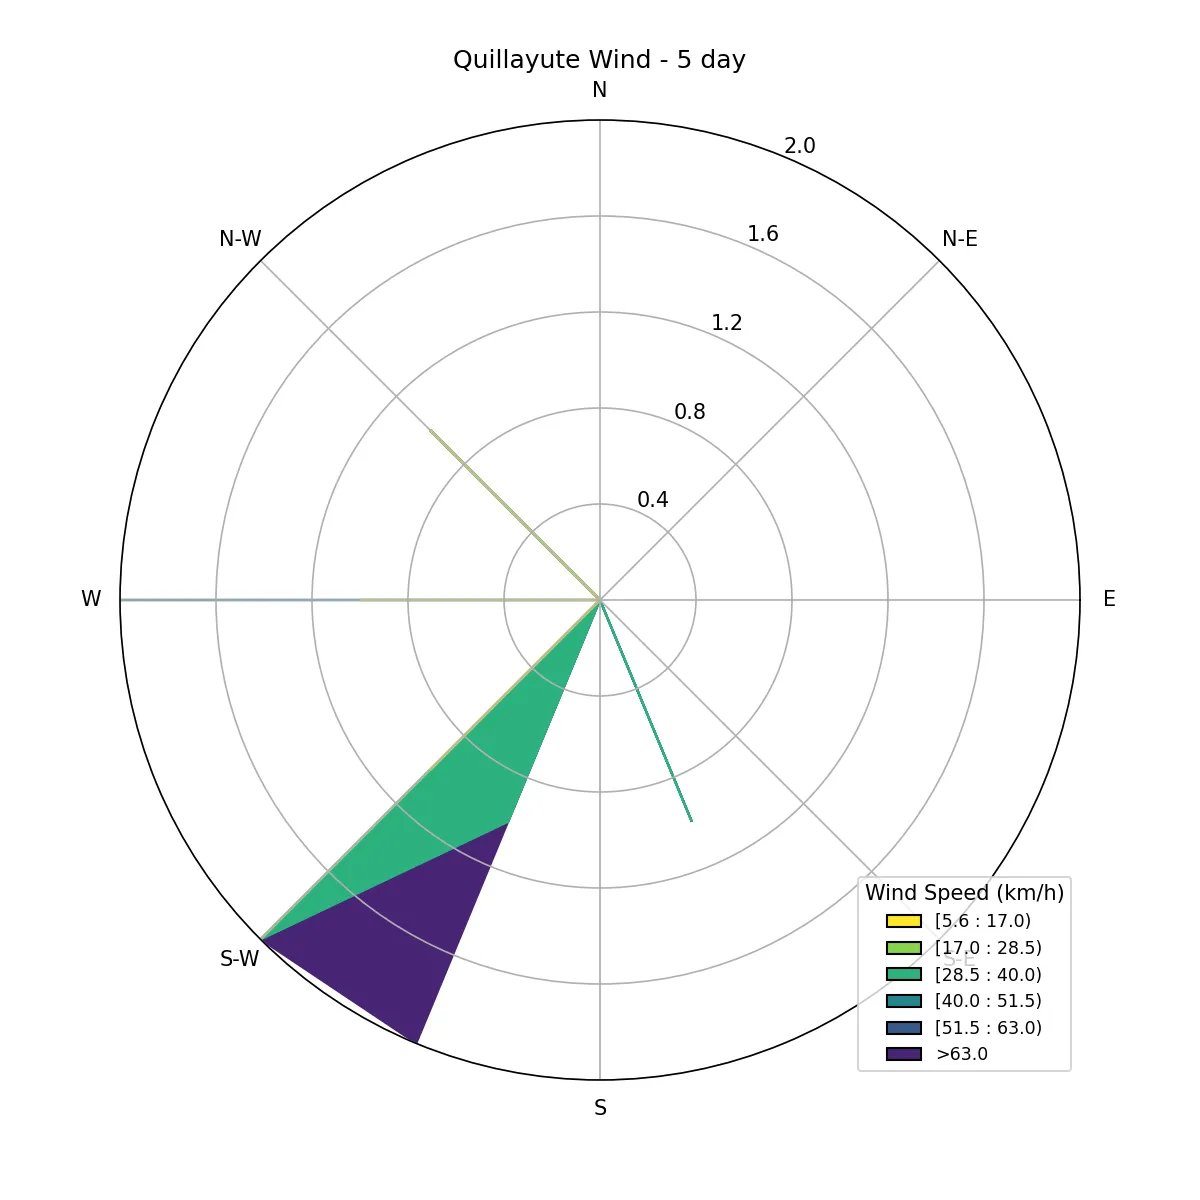 Quillayute Wind - 5 day
N
2.0
N-W
1.6
N-E
1.2
0.8
0.4
W
E
S-W
S-E
S
Wind Speed (km/h)
[5.6 : 17.0)
[17.0 : 28.5)
[28.5 : 40.0)
[40.0 : 51.5)
[51.5 : 63.0)
>63.0